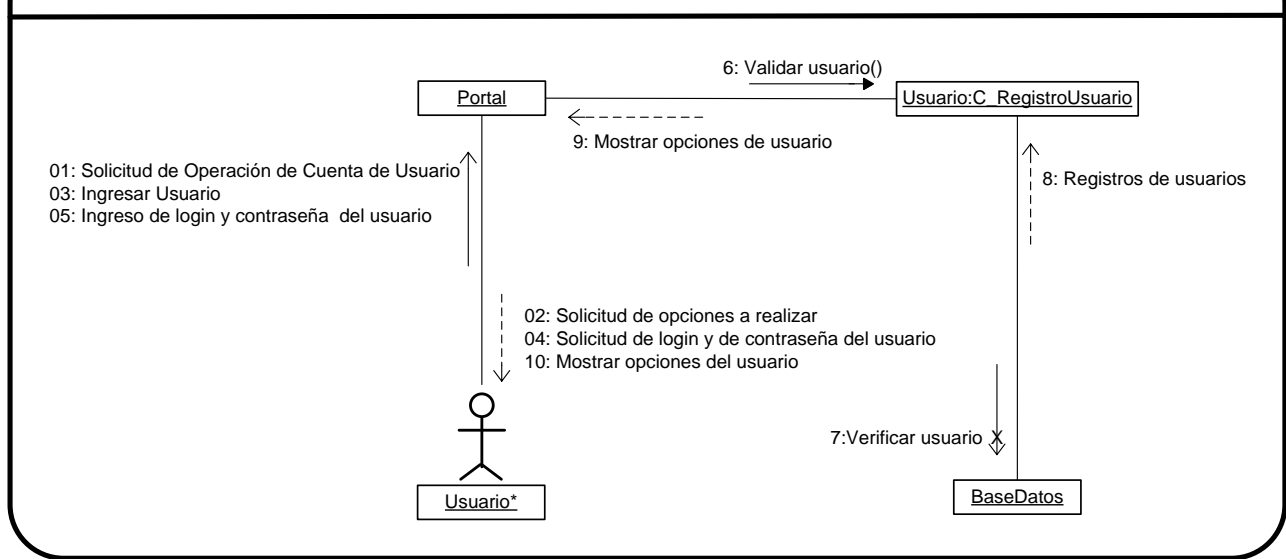 6: Validar usuario()
Portal
Usuario:C_RegistroUsuario
9: Mostrar opciones de usuario
01: Solicitud de Operación de Cuenta de Usuario
03: Ingresar Usuario
05: Ingreso de login y contraseña del usuario
8: Registros de usuarios
02: Solicitud de opciones a realizar
04: Solicitud de login y de contraseña del usuario
10: Mostrar opciones del usuario
7:Verificar usuario X
Usuario*
BaseDatos